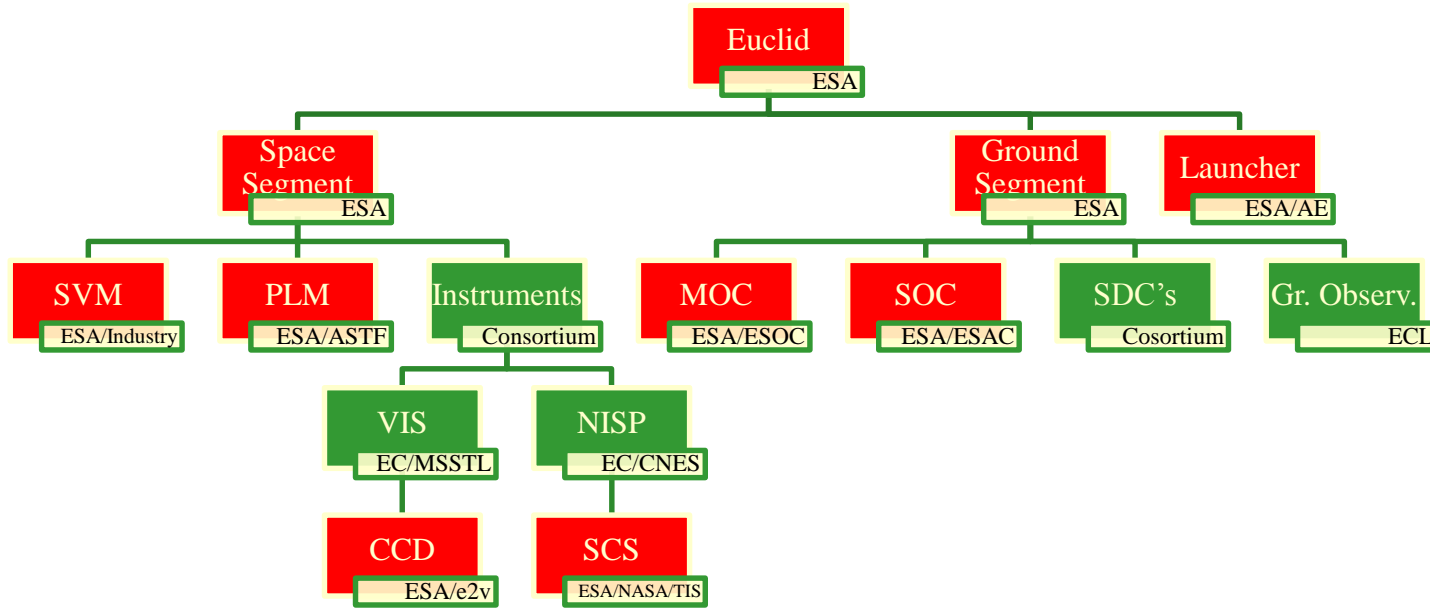 Euclid
ESA
Space
Segment
ESA
Ground
Segment
ESA
Launcher
ESA/AE
SVM
ESA/Industry
PLM
ESA/ASTF
Instruments
Consortium
MOC
ESA/ESOC
SOC
ESA/ESAC
SDC’s
Cosortium
Gr. Observ.
ECL
VIS
EC/MSSTL
NISP
EC/CNES
CCD
ESA/e2v
SCS
ESA/NASA/TIS